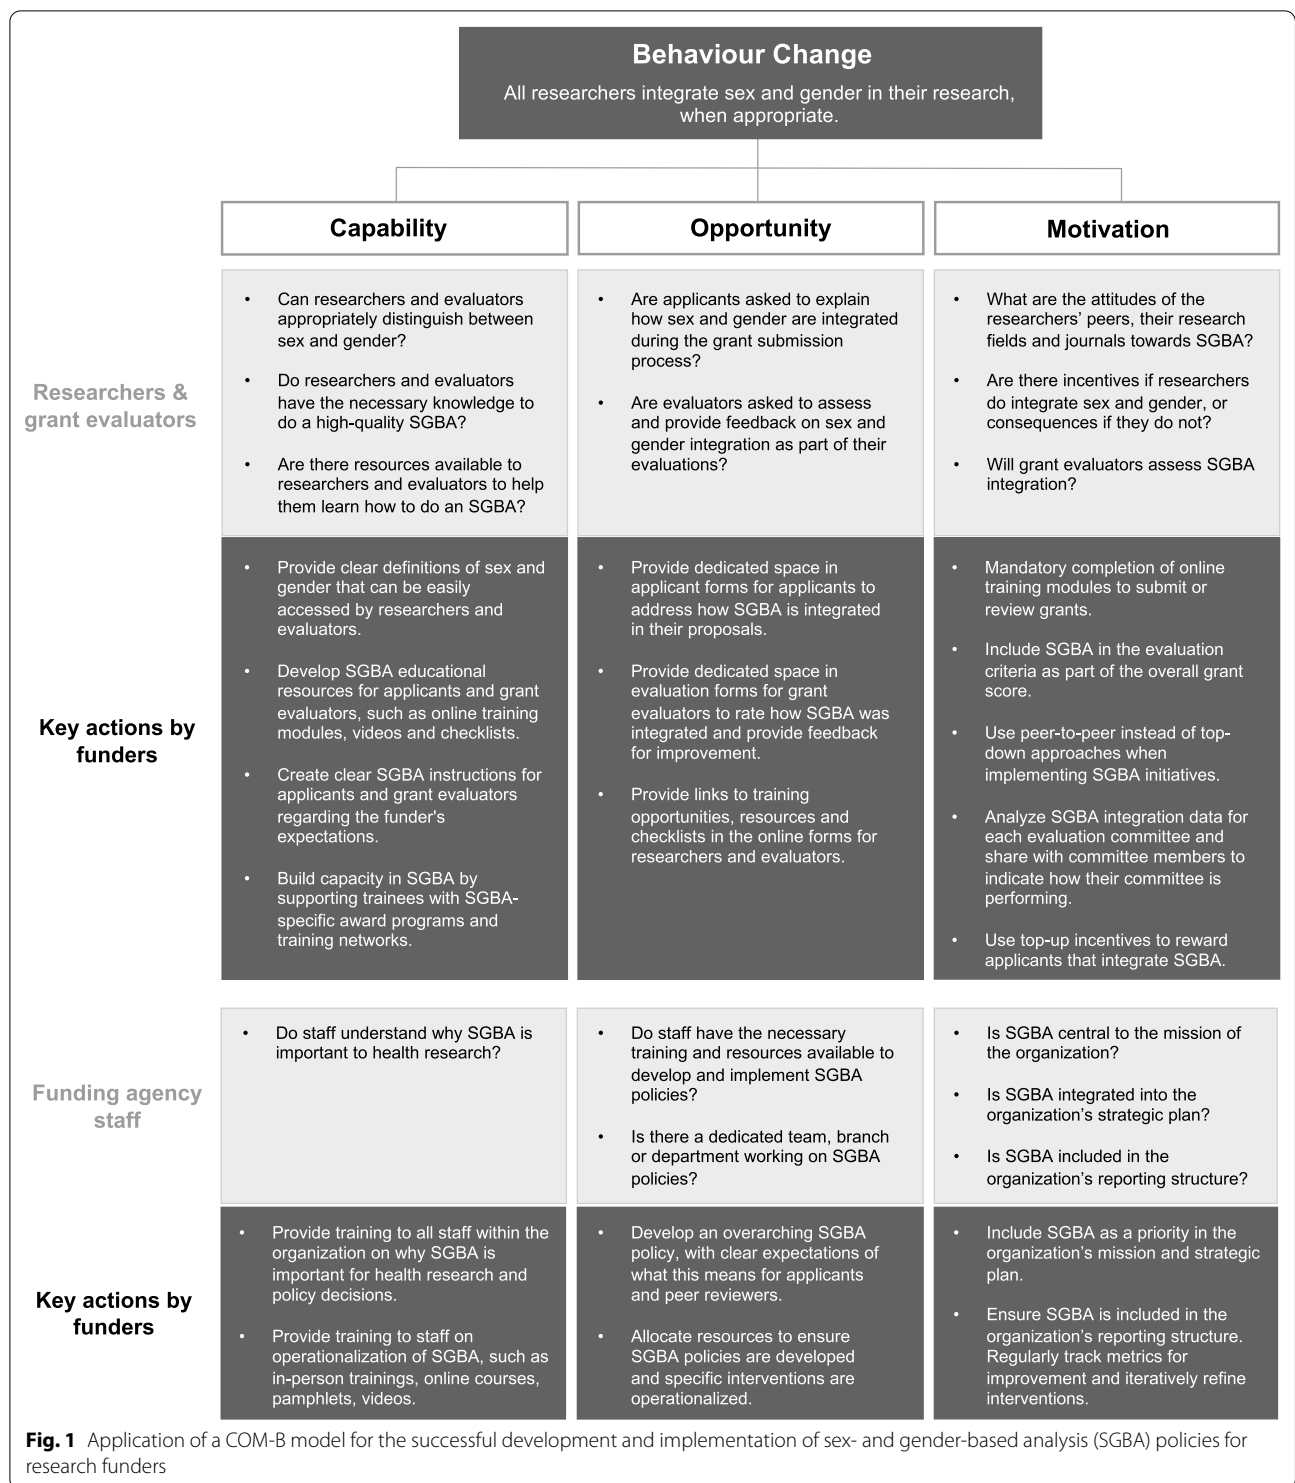 Behaviour Change
All researchers integrate sex and gender in their research,
when appropriate.
Capability
Opportunity
Motivation
Researchers &
grant evaluators
• Can researchers and evaluators
appropriately distinguish between
sex and gender?
• Do researchers and evaluators
have the necessary knowledge to
do a high-quality SGBA?
• Are there resources available to
researchers and evaluators to help
them learn how to do an SGBA?
• Are applicants asked to explain
how sex and gender are integrated
during the grant submission
process?
• Are evaluators asked to assess
and provide feedback on sex and
gender integration as part of their
evaluations?
• What are the attitudes of the
researchers' peers, their research
fields and journals towards SGBA?
• Are there incentives if researchers
do integrate sex and gender, or
consequences if they do not?
• Will grant evaluators assess SGBA
integration?
Key actions by
funders
• Provide clear definitions of sex and
gender that can be easily
accessed by researchers and
evaluators.
• Develop SGBA educational
resources for applicants and grant
evaluators, such as online training
modules, videos and checklists.
• Create clear SGBA instructions for
applicants and grant evaluators
regarding the funder's
expectations.
• Build capacity in SGBA by
supporting trainees with SGBA-
specific award programs and
training networks.
• Provide dedicated space in
applicant forms for applicants to
address how SGBA is integrated
in their proposals.
• Provide dedicated space in
evaluation forms for grant
evaluators to rate how SGBA was
integrated and provide feedback
for improvement.
• Provide links to training
opportunities, resources and
checklists in the online forms for
researchers and evaluators.
• Mandatory completion of online
training modules to submit or
review grants.
• Include SGBA in the evaluation
criteria as part of the overall grant
score.
• Use peer-to-peer instead of top-
down approaches when
implementing SGBA initiatives.
• Analyze SGBA integration data for
each evaluation committee and
share with committee members to
indicate how their committee is
performing.
• Use top-up incentives to reward
applicants that integrate SGBA.
Funding agency
staff
• Do staff understand why SGBA is
important to health research?
• Do staff have the necessary
training and resources available to
develop and implement SGBA
policies?
• Is there a dedicated team, branch
or department working on SGBA
policies?
• Is SGBA central to the mission of
the organization?
• Is SGBA integrated into the
organization's strategic plan?
• Is SGBA included in the
organization's reporting structure?
Key actions by
funders
• Provide training to all staff within the
organization on why SGBA is
important for health research and
policy decisions.
• Provide training to staff on
operationalization of SGBA, such as
in-person trainings, online courses,
pamphlets, videos.
• Develop an overarching SGBA
policy, with clear expectations of
what this means for applicants
and peer reviewers.
• Allocate resources to ensure
SGBA policies are developed
and specific interventions are
operationalized.
• Include SGBA as a priority in the
organization's mission and strategic
plan.
• Ensure SGBA is included in the
organization's reporting structure.
Regularly track metrics for
improvement and iteratively refine
interventions.
Fig. 1 Application of a COM-B model for the successful development and implementation of sex- and gender-based analysis (SGBA) policies for
research funders